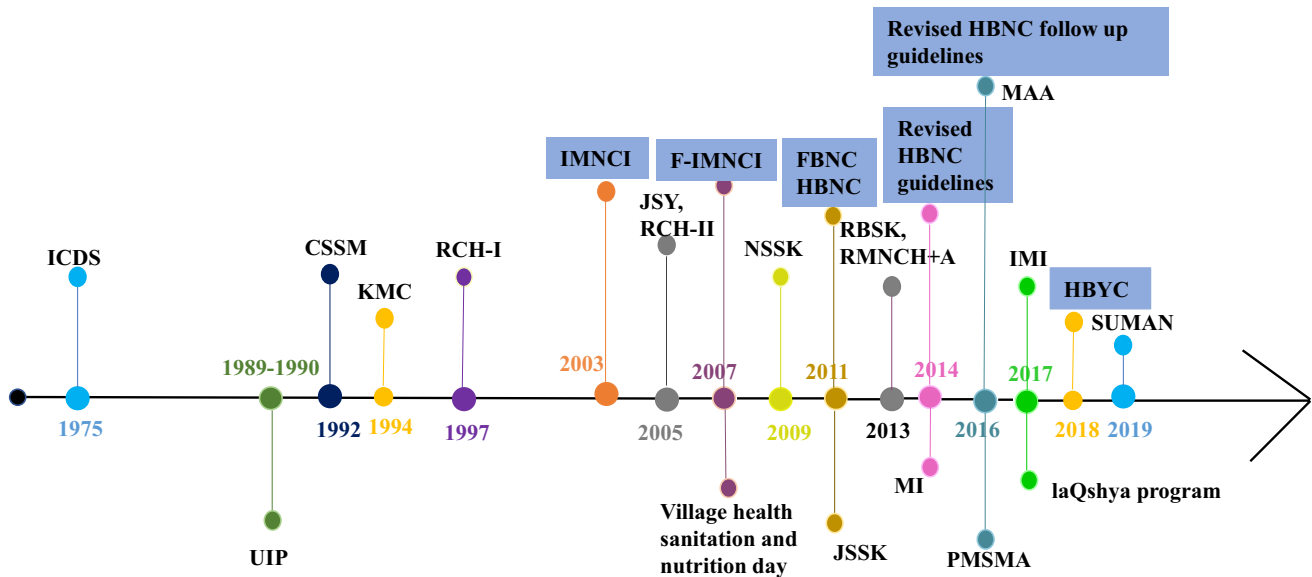 Revised HBNC follow up
guidelines
MAA
IMNCI
F-IMNCI
FBNC
HBNC
Revised
HBNC
guidelines
JSY,
RCH-II
RBSK,
RMNCH+A
ICDS
CSSM
KMC
RCH-I
NSSK
IMI
HBYC
SUMAN
1989-1990
2003
2007
2011
2014
2017
1975
1992
1994
1997
2005
2009
2013
2016
2018
2019
UIP
Village health
sanitation and
nutrition day
JSSK
MI
PMSMA
laQshya program